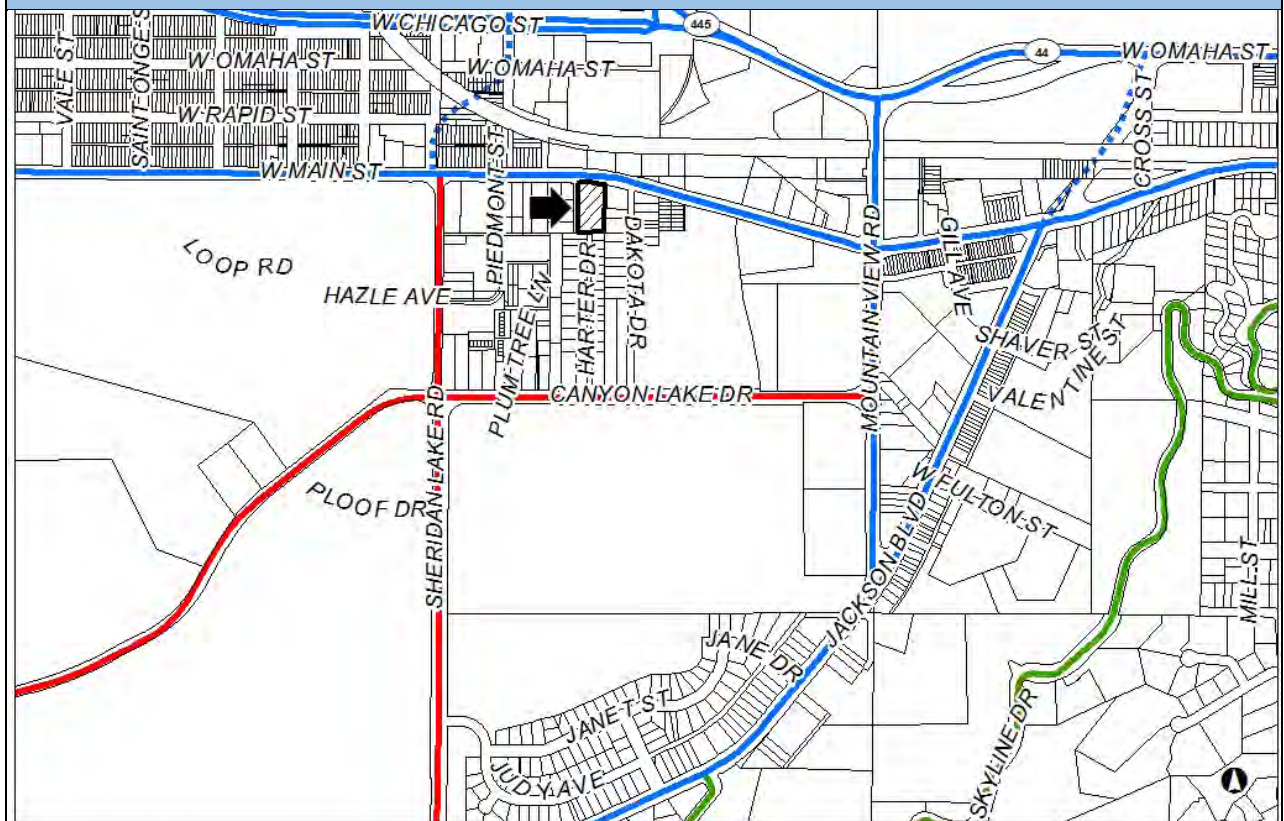 W CHICAGO ST
445
44
W OMAHA ST
VALE ST
SAINT ONGE S
W OMAHA ST
W OMAHA ST
CROSS ST
W RAPID ST
PIEDMONT ST
W MAIN ST
LOOP RD
HAZLE AVE
PLUM TREE LN
HARTER DR
DAKOTA DR
MOUNTAIN VIEW RD
GILL AVE
SHAVER ST
VALENTINE ST
CANYON LAKE DR
SHERIDAN LAKE RD
PLOOF DR
W FULTON ST
JACKSON BLVD
MILL ST
JANE DR
JANET ST
JUDY AVE
SKYLINE DR